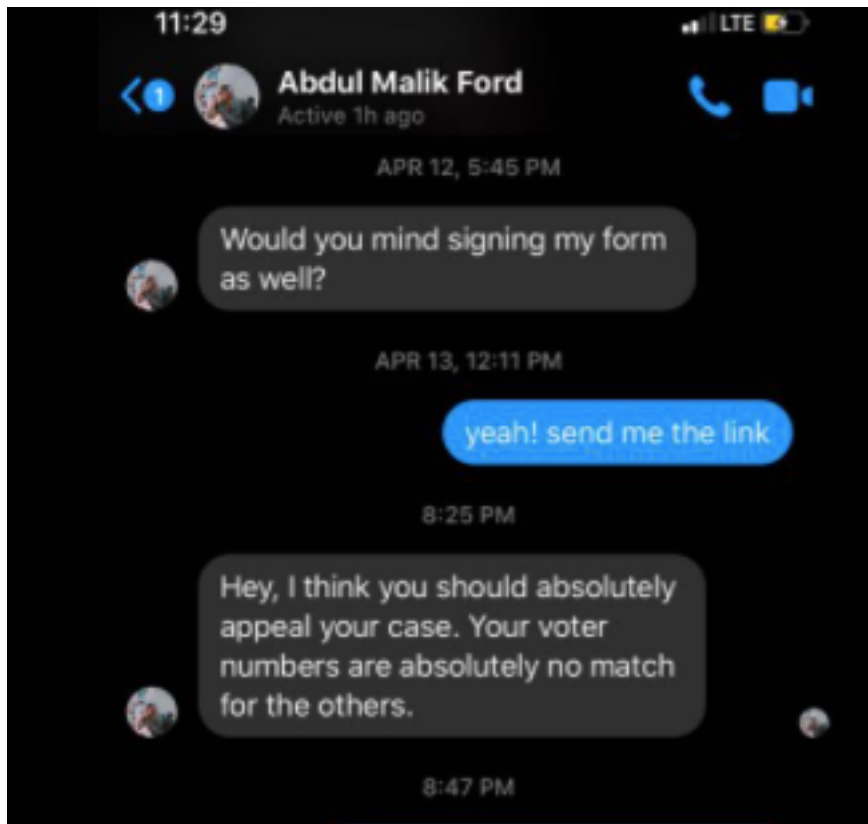 11:29 LTE
1 Abdul Malik Ford
Active 1h ago
APR 12, 5:45 PM
Would you mind signing my form
as well?
APR 13, 12:11 PM
yeah! send me the link
8:25 PM
Hey, I think you should absolutely
appeal your case. Your voter
numbers are absolutely no match
for the others.
8:47 PM